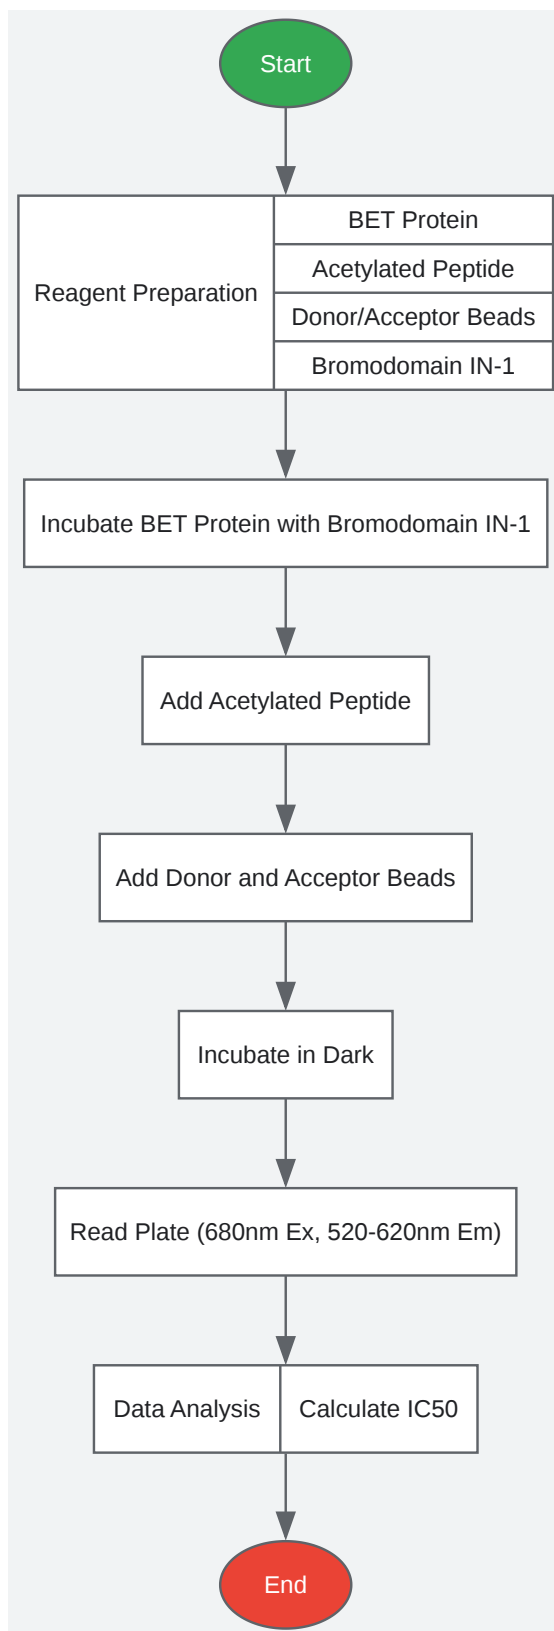 Start
Reagent Preparation
BET Protein
Acetylated Peptide
Donor/Acceptor Beads
Bromodomain IN-1
Incubate BET Protein with Bromodomain IN-1
Add Acetylated Peptide
Add Donor and Acceptor Beads
Incubate in Dark
Read Plate (680nm Ex, 520-620nm Em)
Data Analysis
Calculate IC50
End